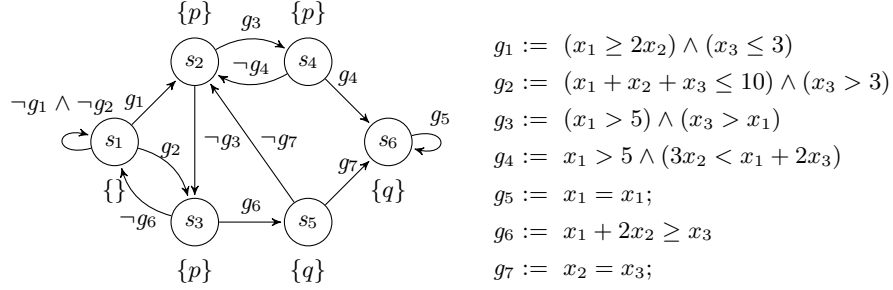 {p}
{p}
g₃
s₂
s₄
¬g₄
g₄
¬g₁ ∧ ¬g₂
g₁
g₅
s₁
g₂
¬g₃
¬g₇
s₆
g₇
{}
{q}
¬g₆
g₆
s₃
s₅
{p}
{q}
g₁ := (x₁ ≥ 2x₂) ∧ (x₃ ≤ 3)
g₂ := (x₁ + x₂ + x₃ ≤ 10) ∧ (x₃ > 3)
g₃ := (x₁ > 5) ∧ (x₃ > x₁)
g₄ := x₁ > 5 ∧ (3x₂ < x₁ + 2x₃)
g₅ := x₁ = x₁;
g₆ := x₁ + 2x₂ ≥ x₃
g₇ := x₂ = x₃;